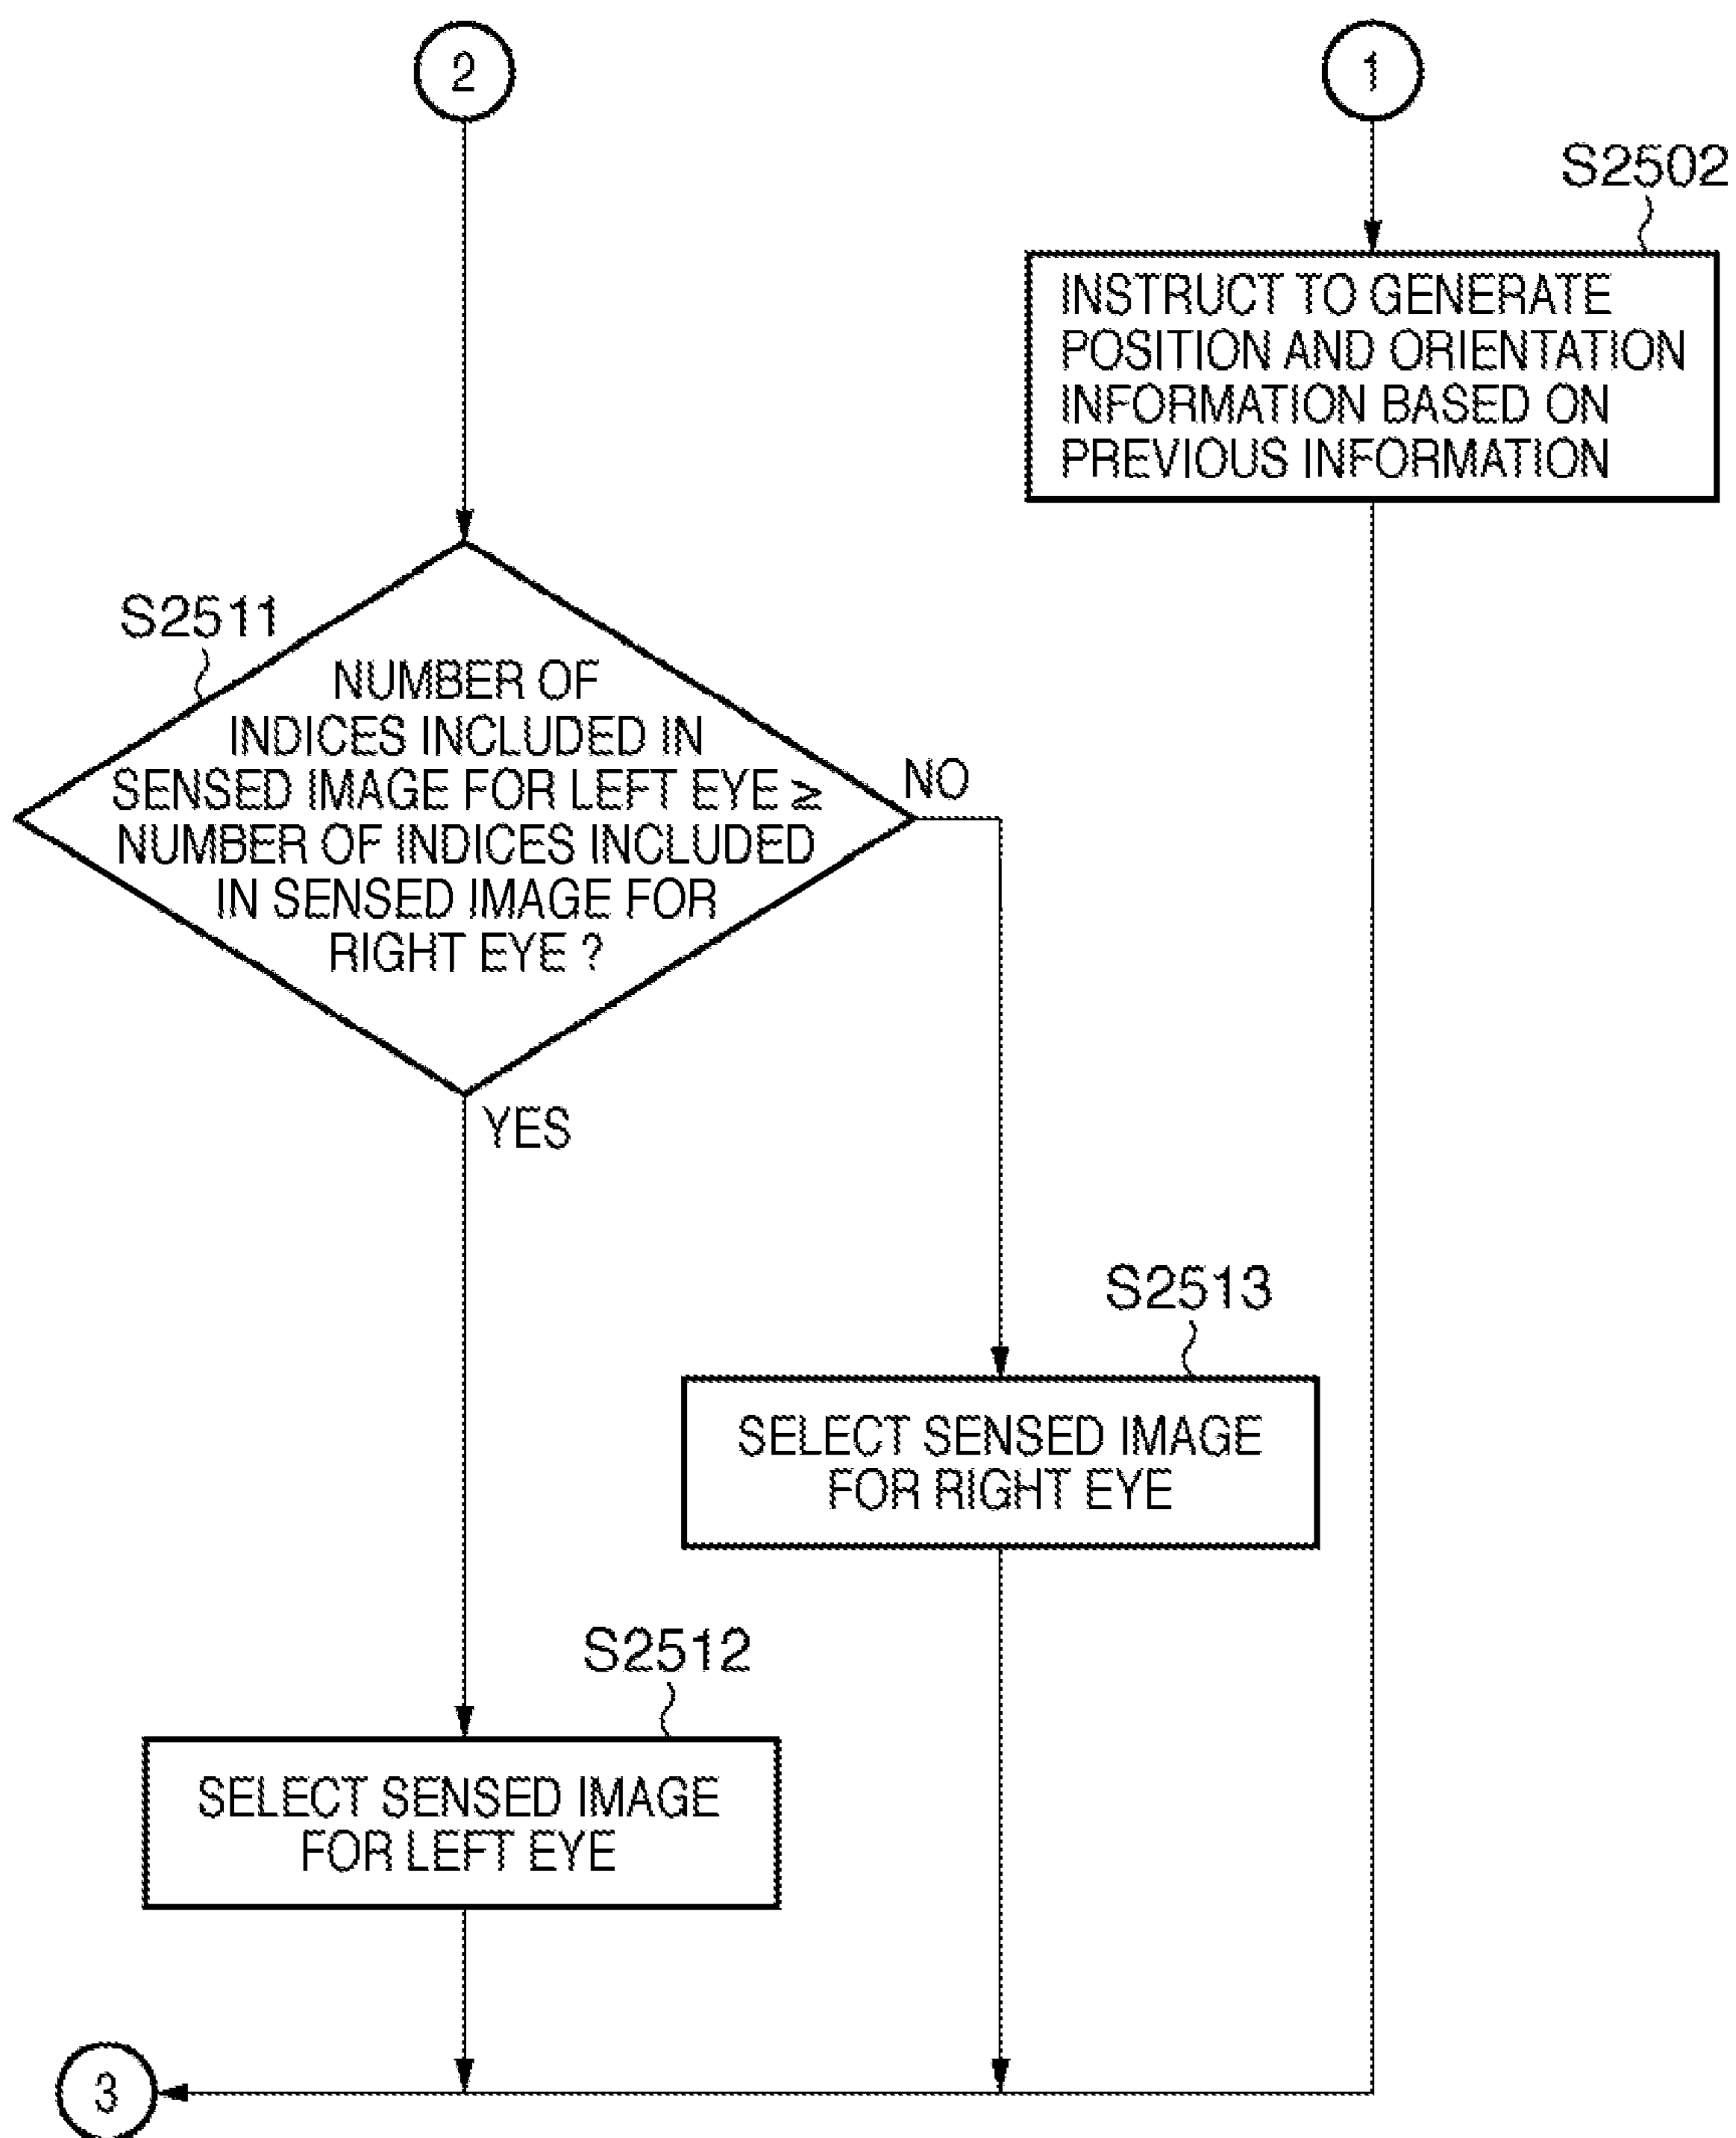 2
1
S2502
INSTRUCT TO GENERATE
POSITION AND ORIENTATION
INFORMATION BASED ON
PREVIOUS INFORMATION
S2511
NUMBER OF
INDICES INCLUDED IN
SENSED IMAGE FOR LEFT EYE ≥
NUMBER OF INDICES INCLUDED
IN SENSED IMAGE FOR
RIGHT EYE ?
NO
YES
S2513
SELECT SENSED IMAGE
FOR RIGHT EYE
S2512
SELECT SENSED IMAGE
FOR LEFT EYE
3